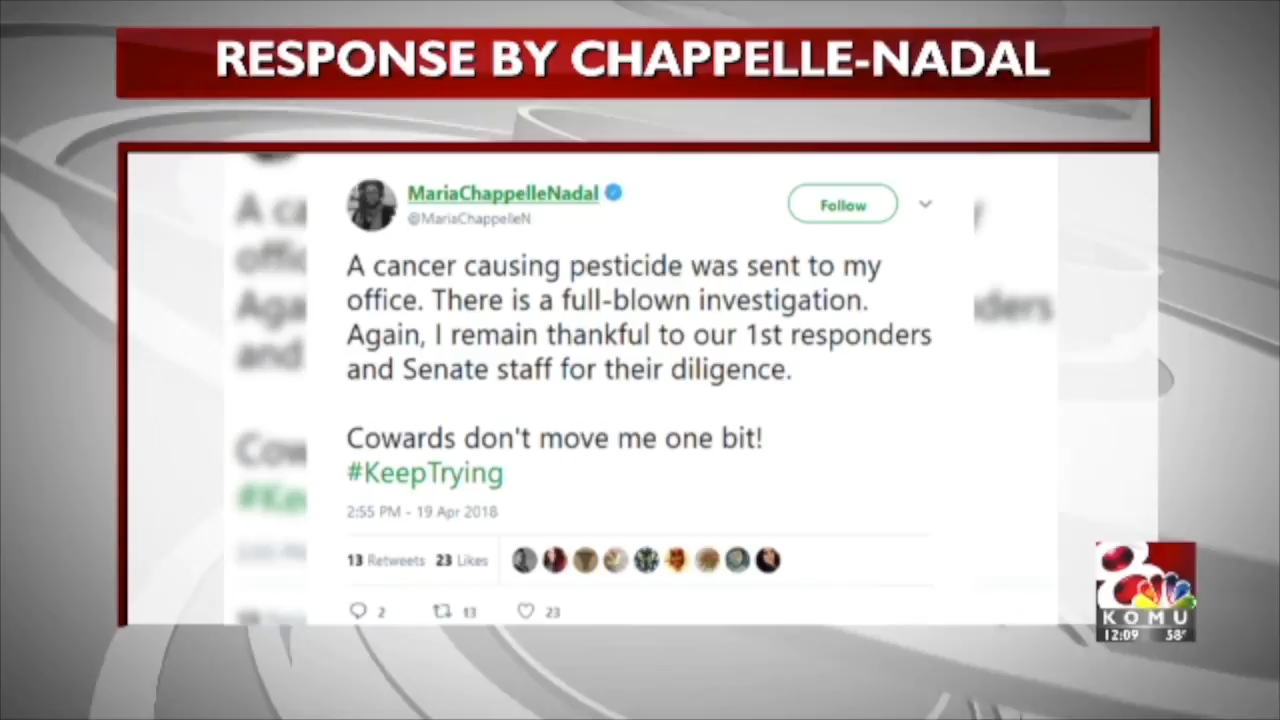 RESPONSE BY CHAPPELLE-NADAL
MariaChappelleNadal
@MariaChappelleN
Follow
A cancer causing pesticide was sent to my
office. There is a full-blown investigation.
Again, I remain thankful to our 1st responders
and Senate staff for their diligence.
Cowards don't move me one bit!
#KeepTrying
2:55 PM - 19 Apr 2018
13 Retweets 23 Likes
2 13 23
8
KOMU
12:09 58°